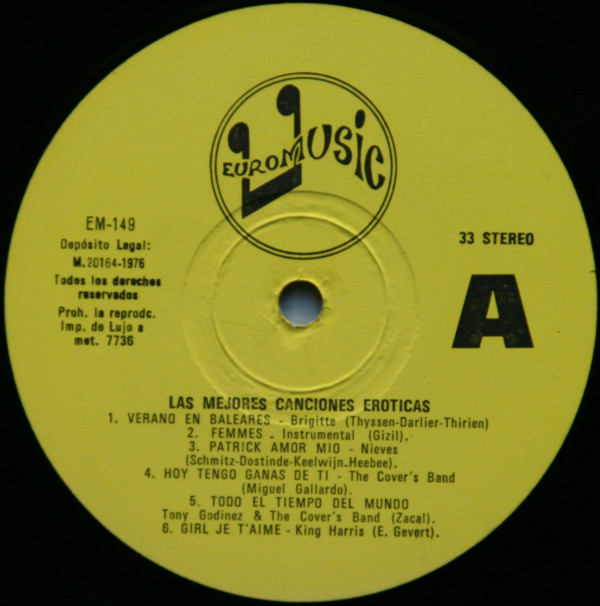 EUROMUSIC
EM-149
Depósito Legal:
M. 20164-1976
Todos los derechos
reservados
Proh. la reprodc.
Imp. de Lujo a
met. 7736
33 STEREO
A
LAS MEJORES CANCIONES EROTICAS
1. VERANO EN BALEARES - Brigitte (Thyssen-Darlier-Thirien)
2. FEMMES - Instrumental (Gizil).
3. PATRICK AMOR MIO - Nieves
(Schmitz-Dostinde-Keelwijn-Heebee).
4. HOY TENGO GANAS DE TI - The Cover's Band
(Miguel Gallardo).
5. TODO EL TIEMPO DEL MUNDO
Tony Godinez & The Cover's Band (Zacal).
6. GIRL JE T'AIME - King Harris (E. Gevert).